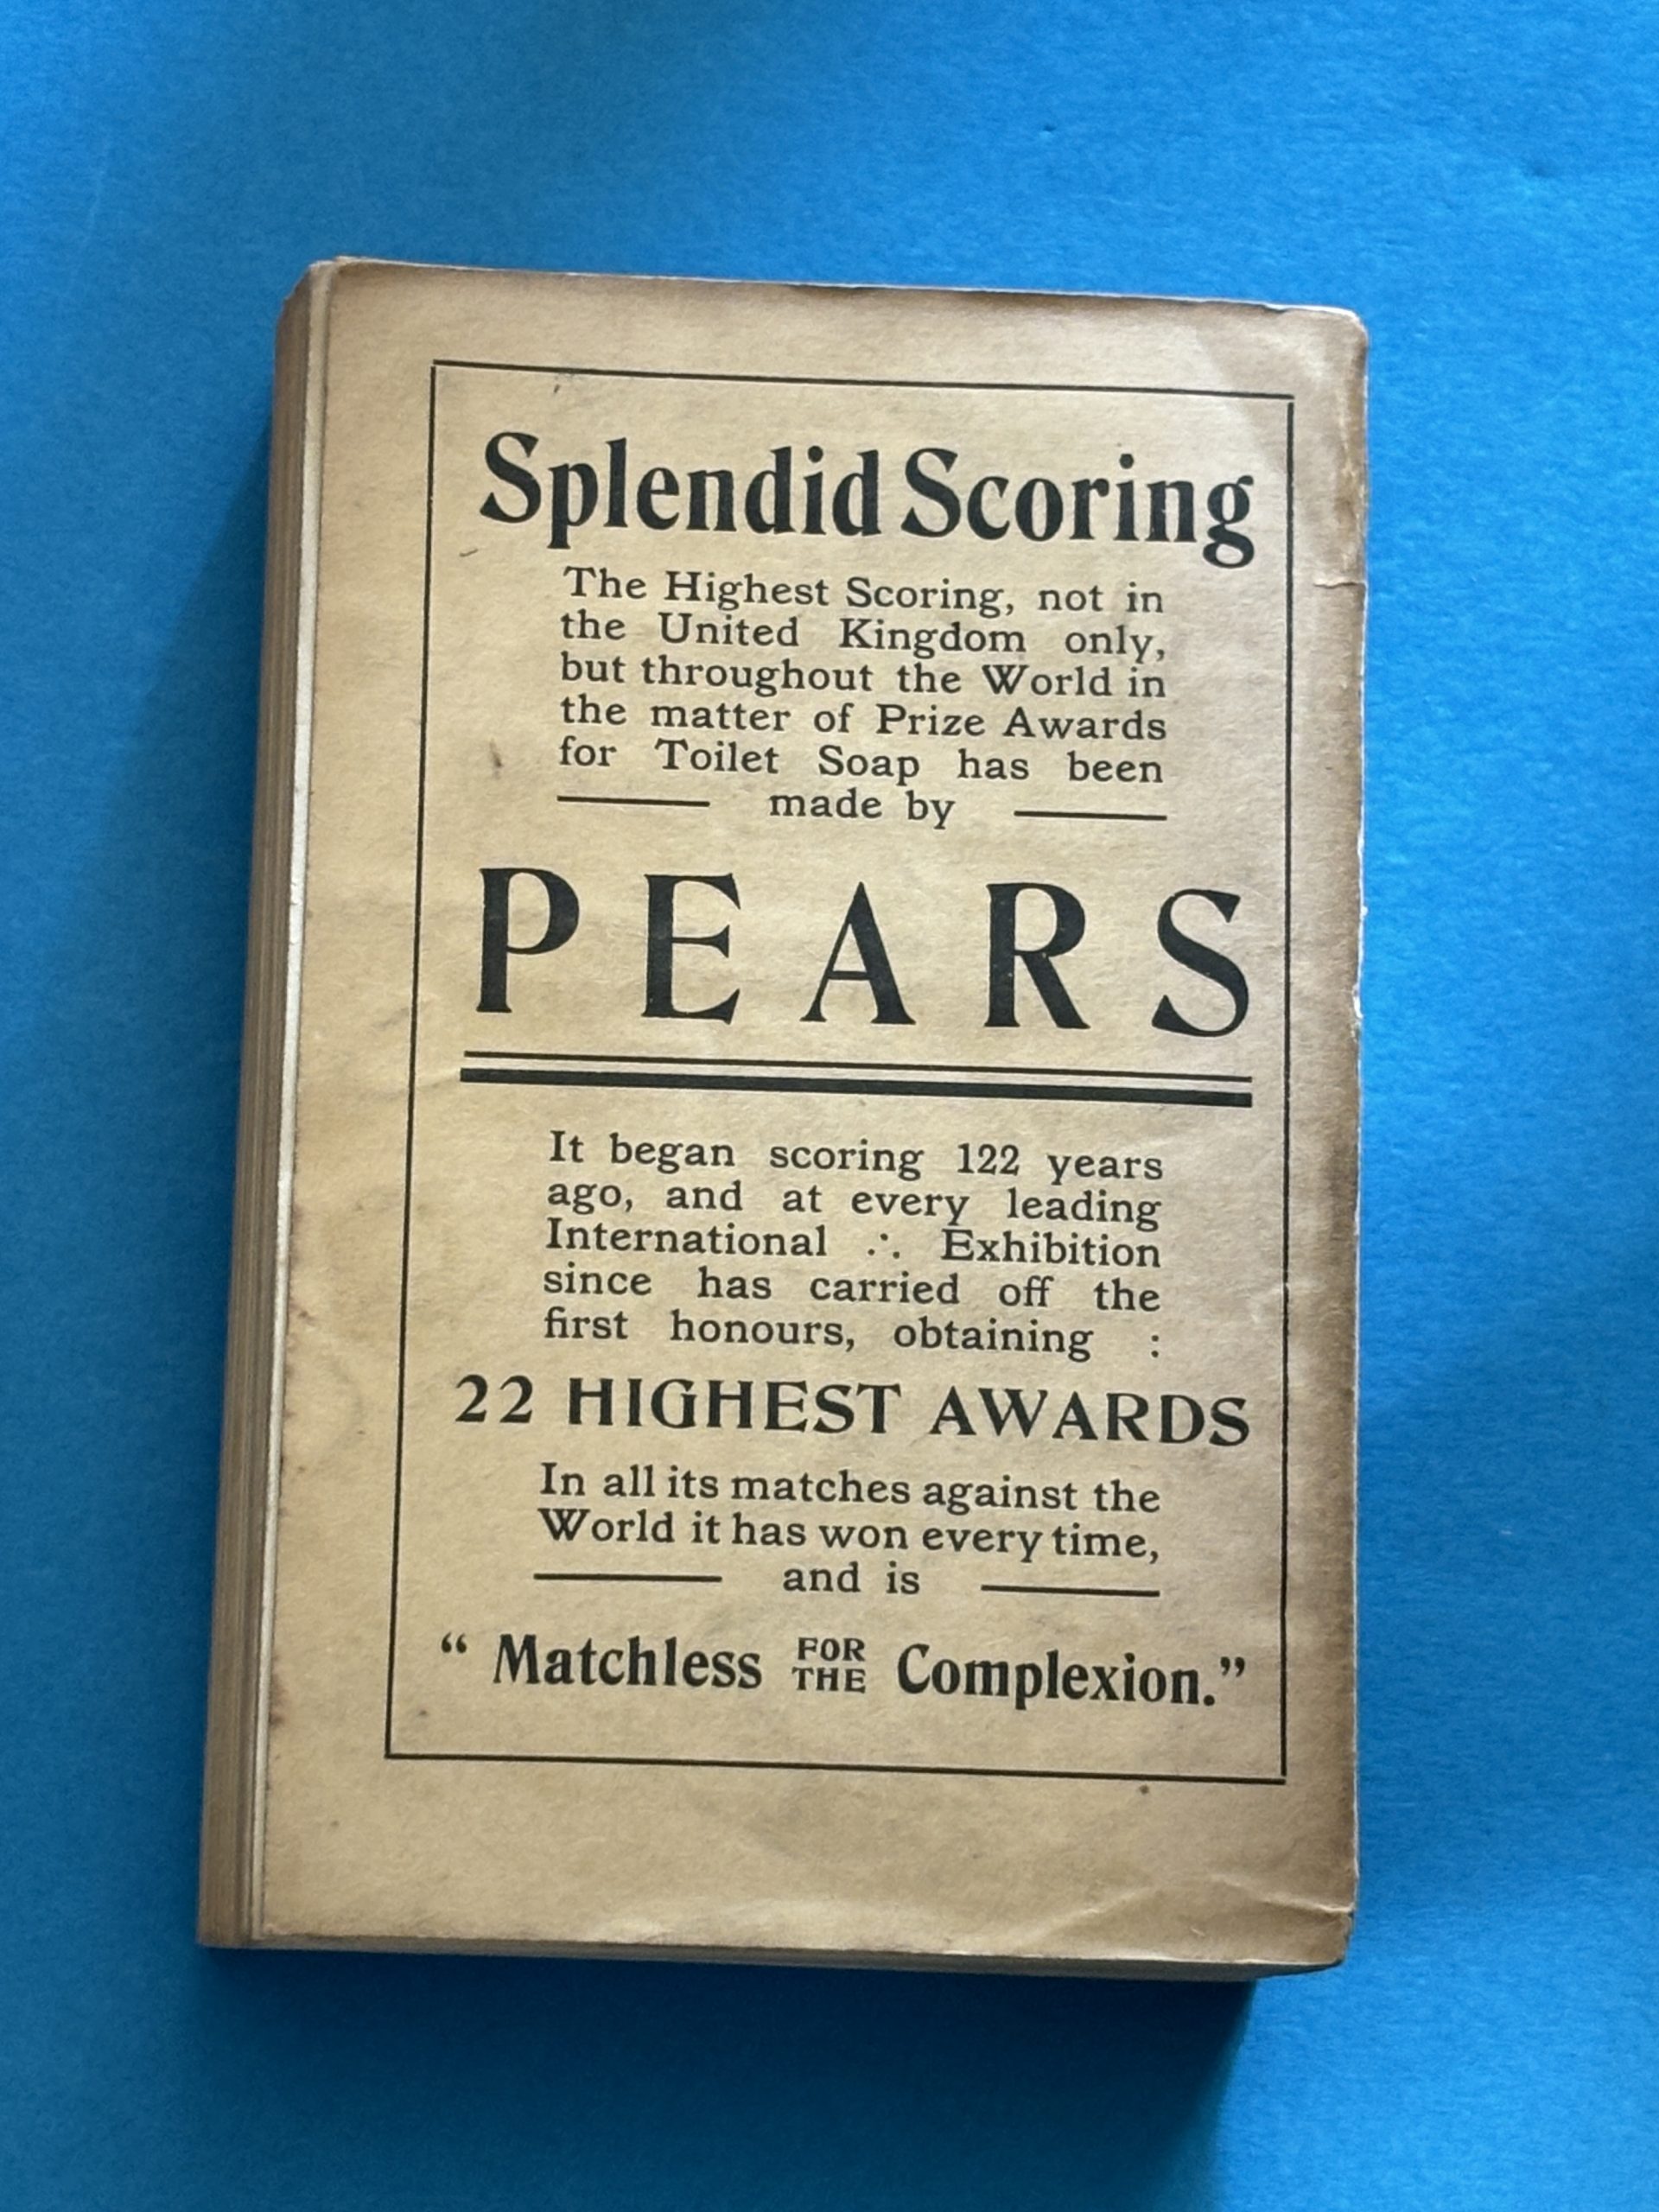 Splendid Scoring
The Highest Scoring, not in
the United Kingdom only,
but throughout the World in
the matter of Prize Awards
for Toilet Soap has been
made by
PEARS
It began scoring 122 years
ago, and at every leading
International ∴ Exhibition
since has carried off the
first honours, obtaining :
22 HIGHEST AWARDS
In all its matches against the
World it has won every time,
and is
“ Matchless FOR THE Complexion.”